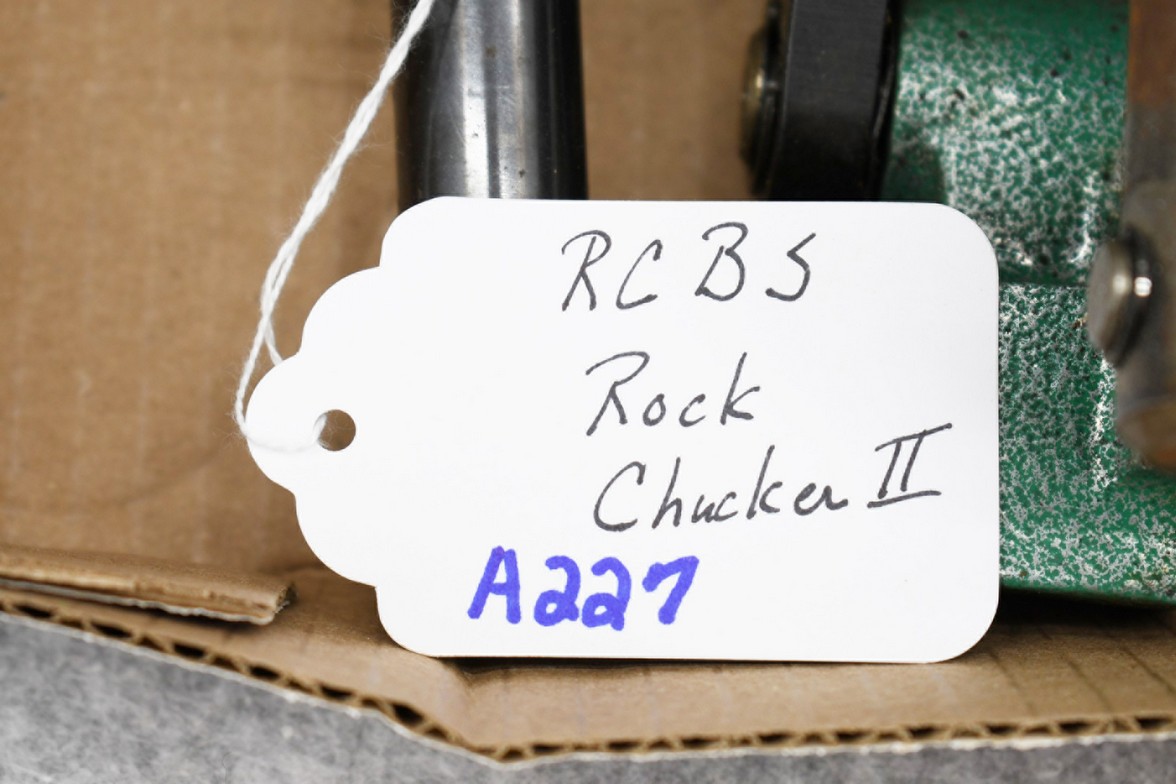 RCBS
Rock
Chucker II
A227